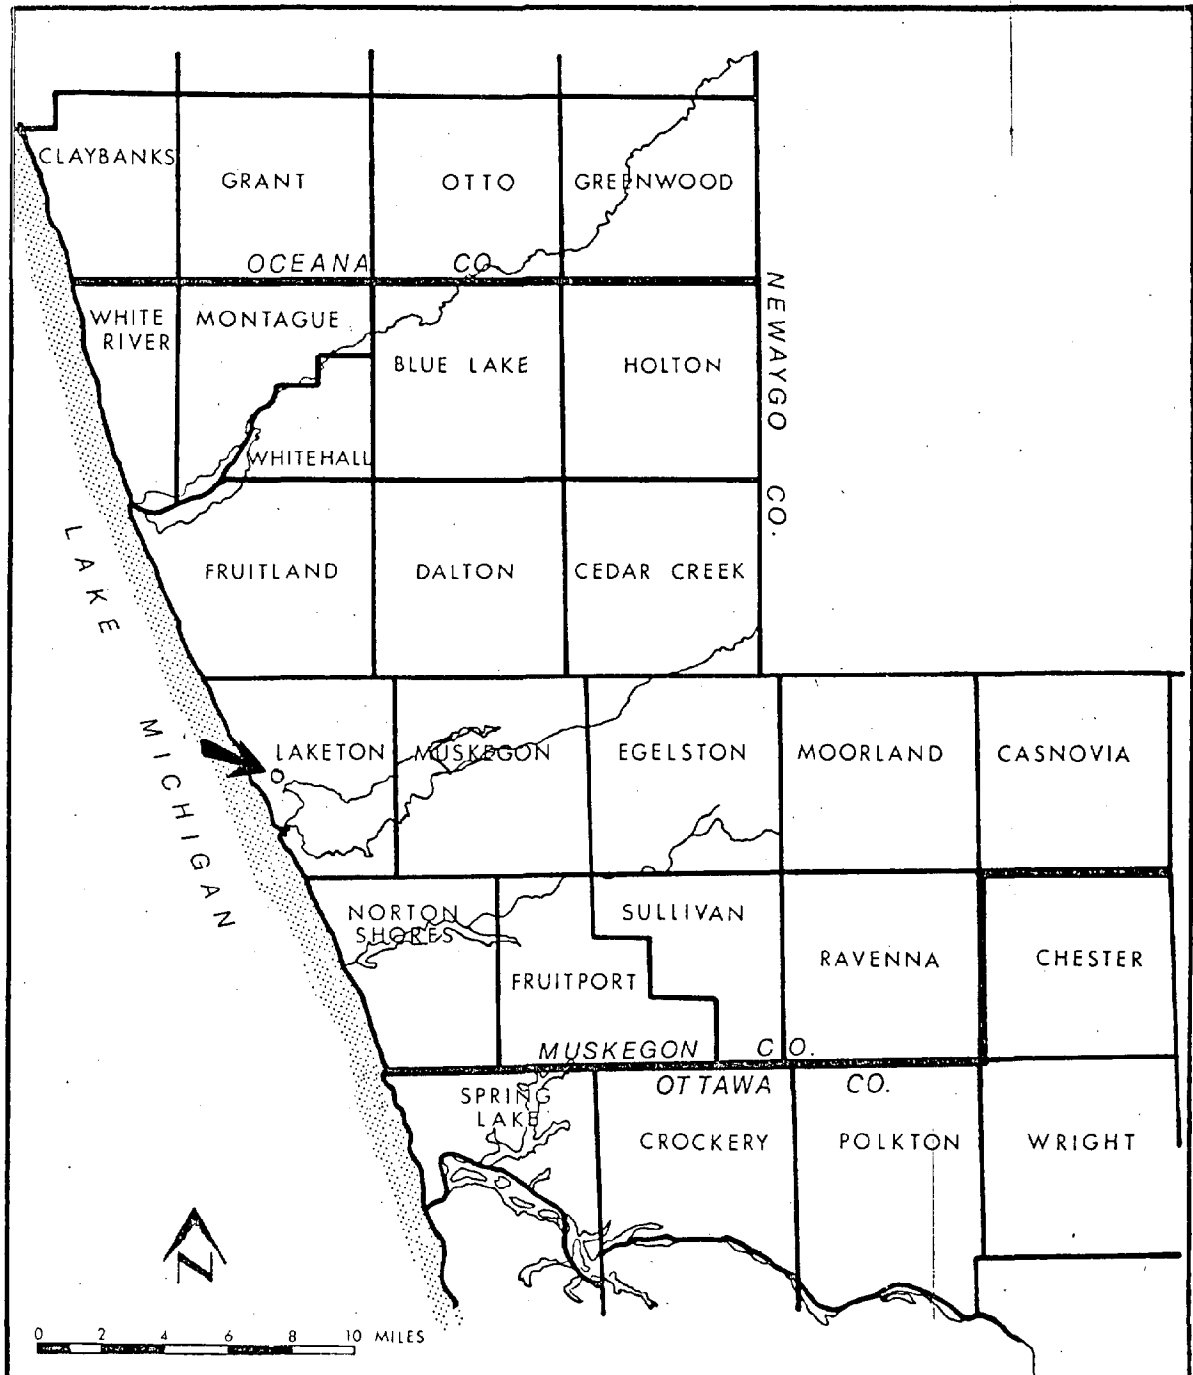 CLAYBANKS
GRANT
OTTO
GREENWOOD
OCEANA CO
NEWAYGO CO.
WHITE
RIVER
MONTAGUE
BLUE LAKE
HOLTON
WHITEHALL
FRUITLAND
DALTON
CEDAR CREEK
LAKE MICHIGAN
LAKETON
MUSKEGON
EGELSTON
MOORLAND
CASNOVIA
NORTON
SHORES
SULLIVAN
FRUITPORT
RAVENNA
CHESTER
MUSKEGON CO.
OTTAWA CO.
SPRING
LAKE
CROCKERY
POLKTON
WRIGHT
N
0 2 4 6 8 10 MILES